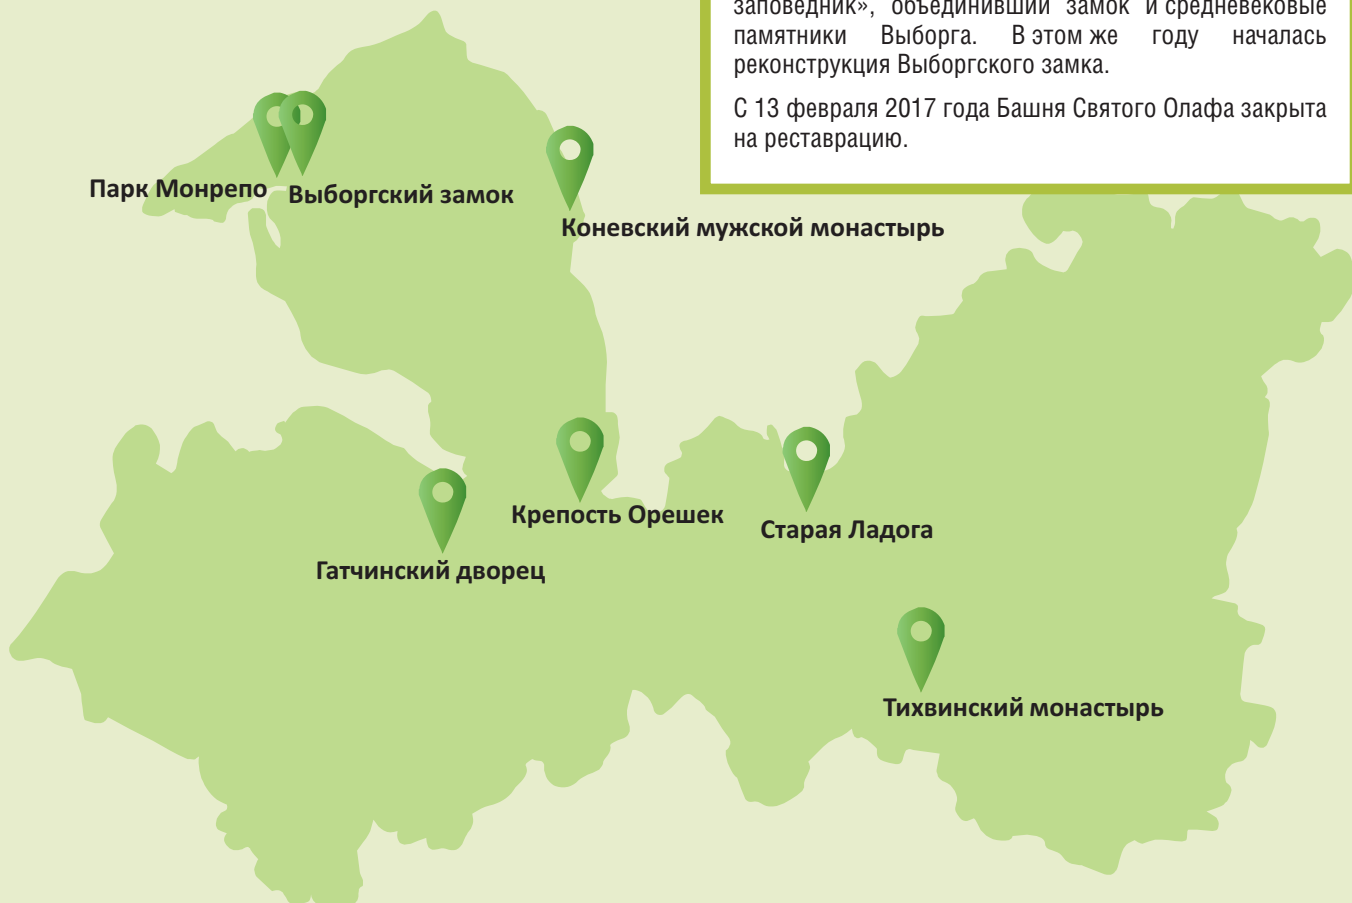 заповедник», объединивший замок и средневековые
памятники Выборга. В этом же году началась
реконструкция Выборгского замка.
С 13 февраля 2017 года Башня Святого Олафа закрыта
на реставрацию.
Парк Монрепо
Выборгский замок
Коневский мужской монастырь
Крепость Орешек
Старая Ладога
Гатчинский дворец
Тихвинский монастырь